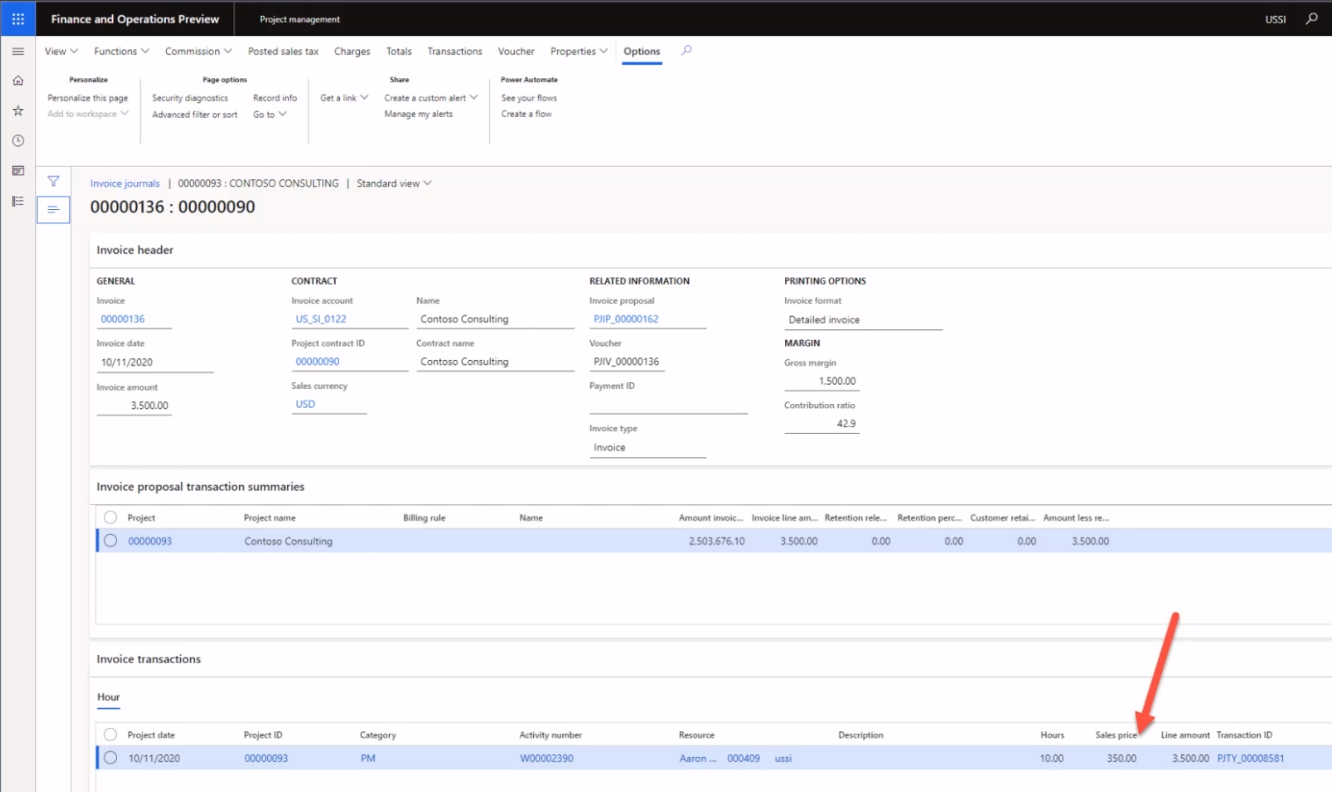 Finance and Operations Preview Project management USSI
View Functions Commission Posted sales tax Charges Totals Transactions Voucher Properties Options
Personalize Page options Share Power Automate
Personalize this page Security diagnostics Record info Get a link Create a custom alert See your flows
Add to workspace Advanced filter or sort Go to Manage my alerts Create a flow
Invoice journals | 00000093 : CONTOSO CONSULTING | Standard view
00000136 : 00000090
Invoice header
GENERAL CONTRACT RELATED INFORMATION PRINTING OPTIONS
Invoice Invoice account Name Invoice proposal Invoice format
00000136 US_SI_0122 Contoso Consulting PJIP_00000162 Detailed invoice
Invoice date Project contract ID Contract name Voucher MARGIN
10/11/2020 00000090 Contoso Consulting PJIV_00000136 Gross margin
1,500.00
Invoice amount Sales currency Payment ID Contribution ratio
3,500.00 USD 42.9
Invoice type
Invoice
Invoice proposal transaction summaries
Project Project name Billing rule Name Amount invoic... Invoice line am... Retention rele... Retention perc... Customer retai... Amount less re...
00000093 Contoso Consulting 2,503,676.10 3,500.00 0.00 0.00 0.00 3,500.00
Invoice transactions
Hour
Project date Project ID Category Activity number Resource Description Hours Sales price Line amount Transaction ID
10/11/2020 00000093 PM W00002390 Aaron ... 000409 ussi 10.00 350.00 3,500.00 PJTY_00008581